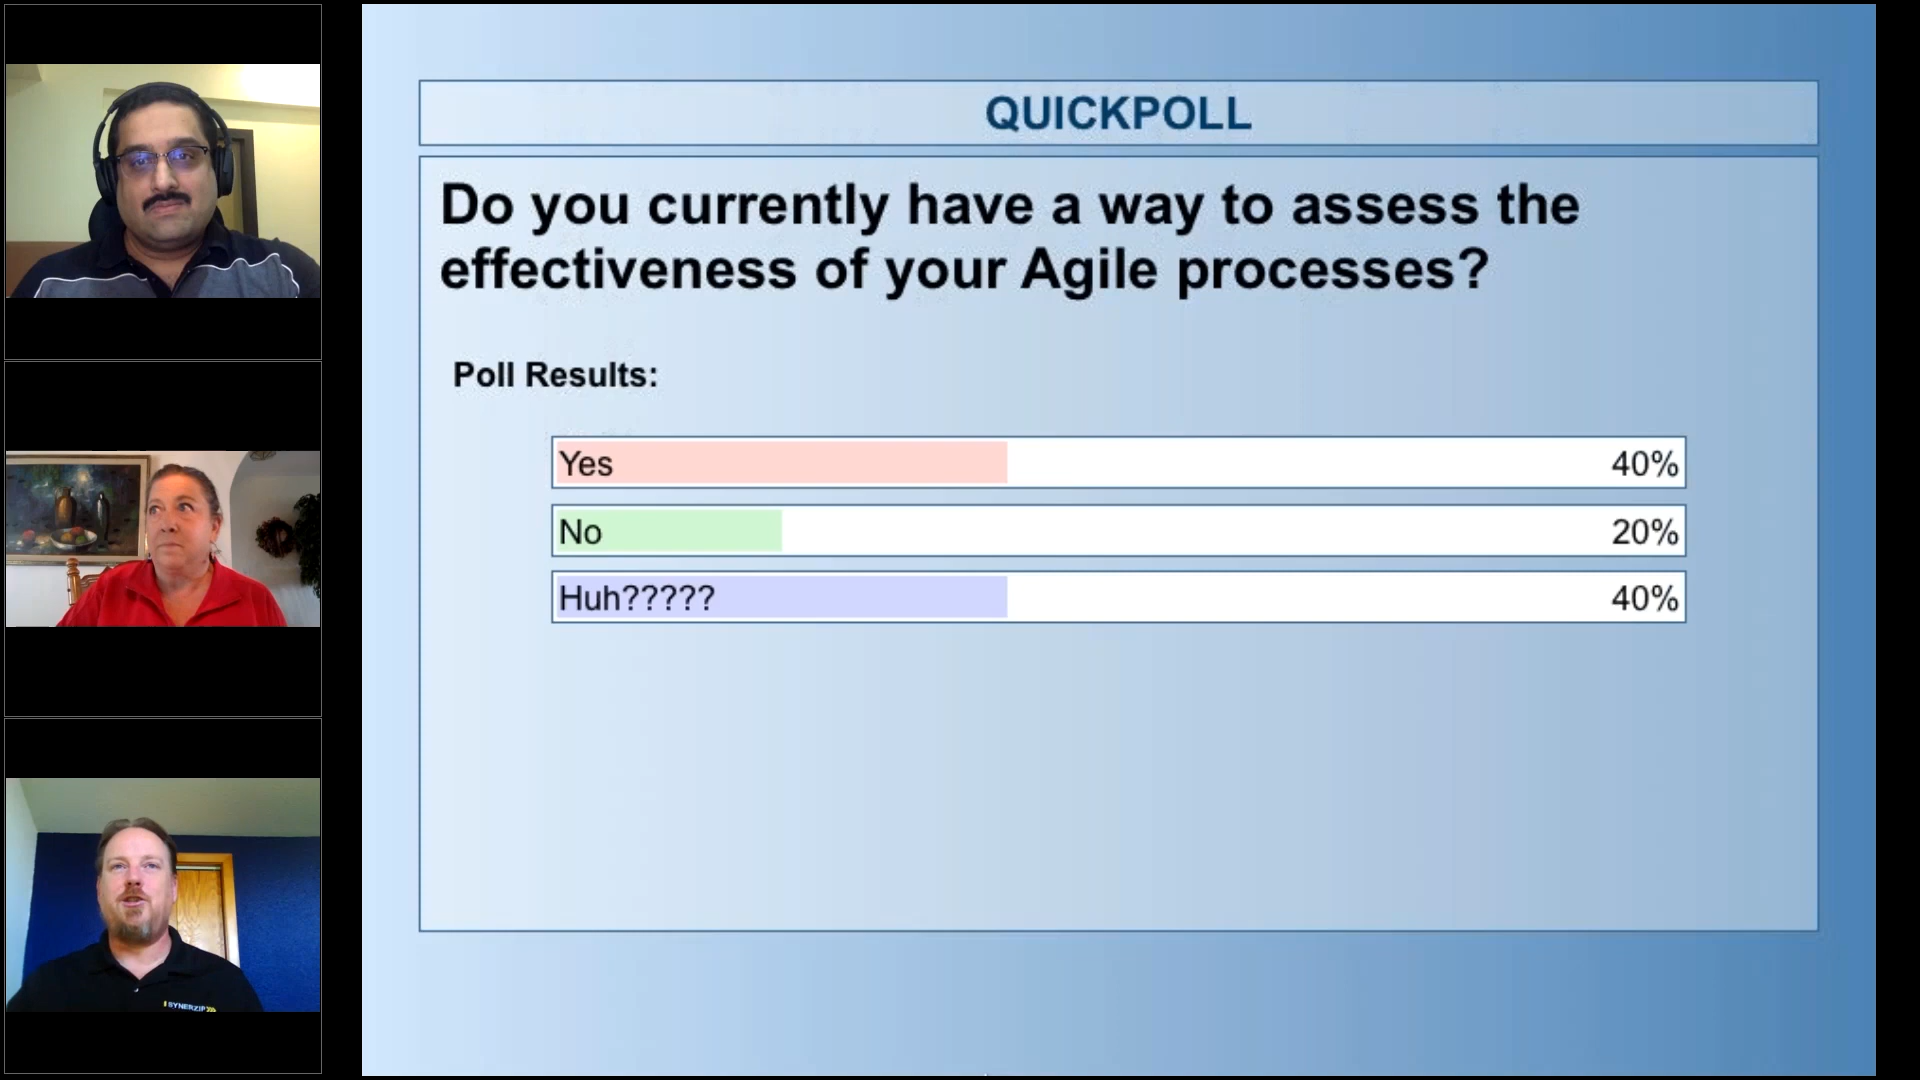 QUICKPOLL
Do you currently have a way to assess the
effectiveness of your Agile processes?
Poll Results:
Yes 40%
No 20%
Huh????? 40%
SYNERZIP